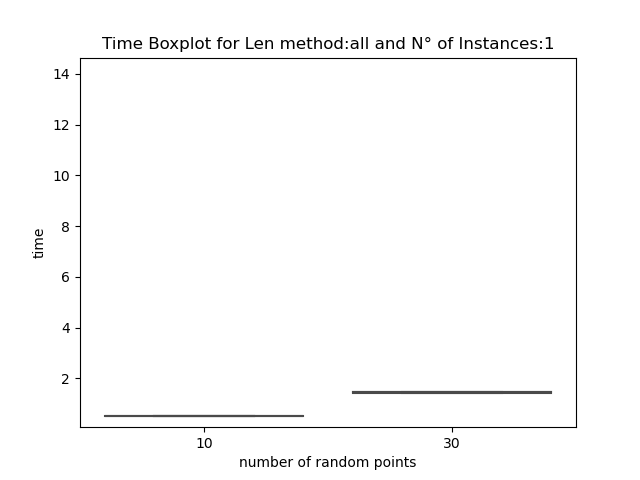 Time Boxplot for Len method:all and N° of Instances:1
14
12
10
8
6
4
2
time
10 30
number of random points